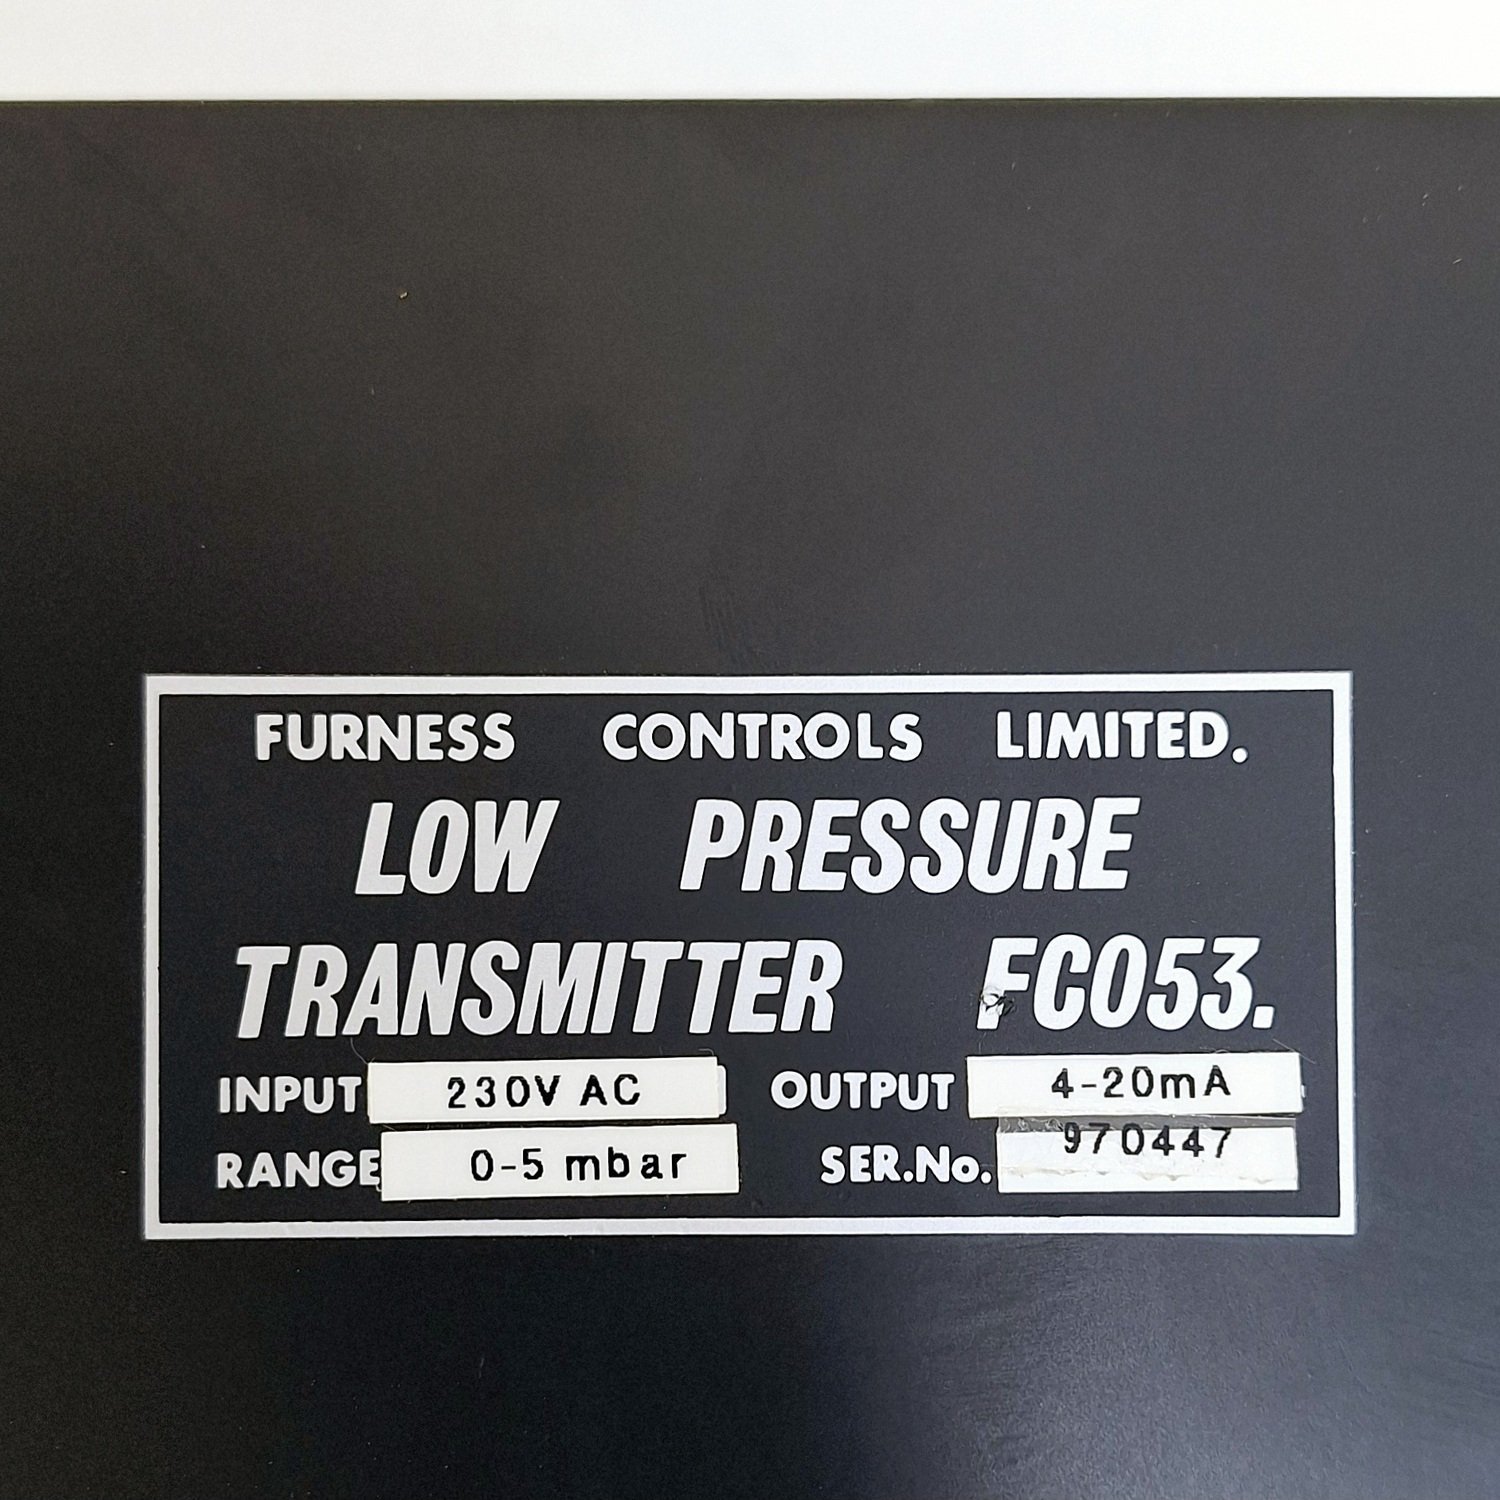 FURNESS CONTROLS LIMITED.
LOW PRESSURE
TRANSMITTER FC053.
INPUT 230V AC OUTPUT 4-20mA
RANGE 0-5 mbar SER.No. 970447